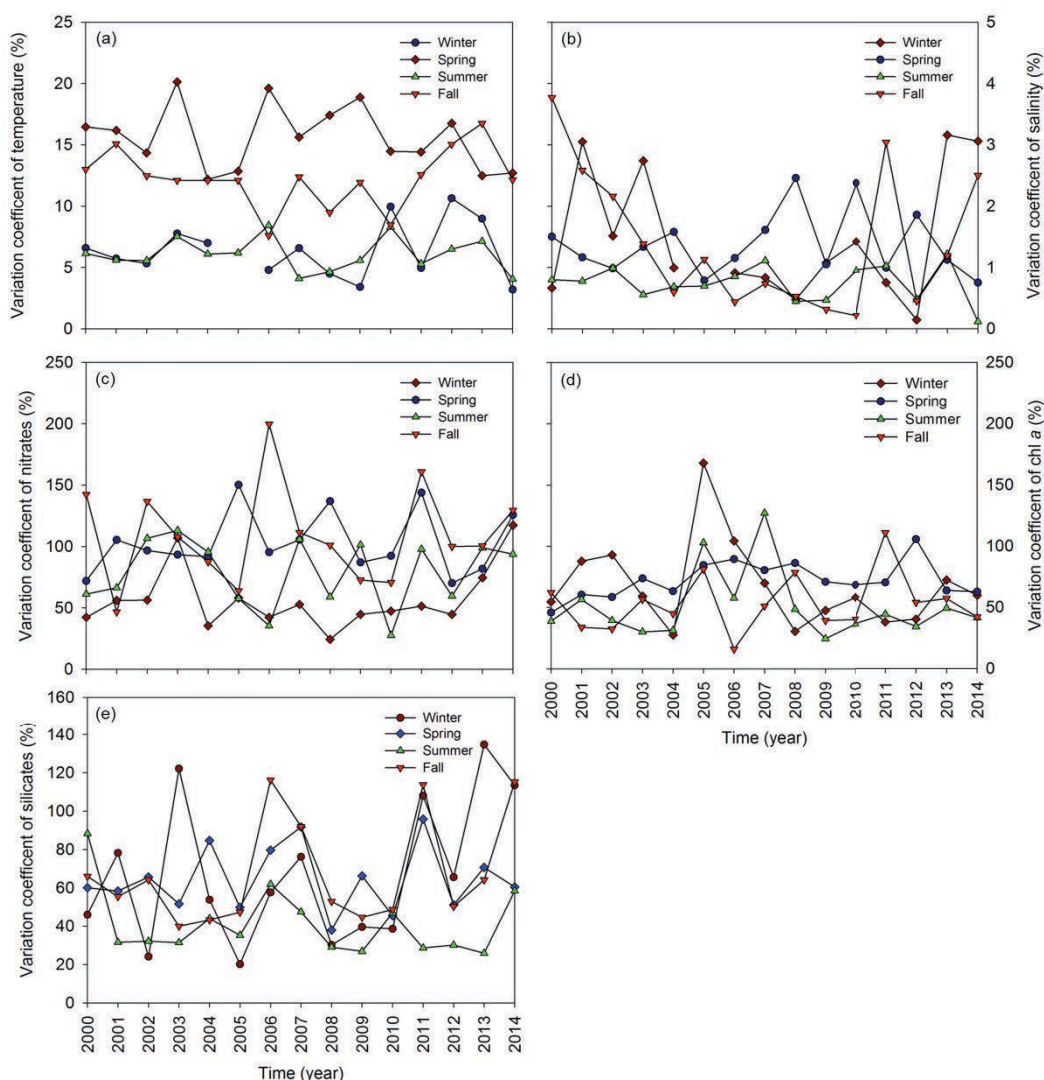 (a)
Winter
Spring
Summer
Fall
25
20
15
10
5
0
Variation coefficent of temperature (%)
(b)
Winter
Spring
Summer
Fall
5
4
3
2
1
0
Variation coefficent of salinity (%)
(c)
Winter
Spring
Summer
Fall
250
200
150
100
50
0
Variation coefficent of nitrates (%)
(d)
Winter
Spring
Summer
Fall
250
200
150
100
50
0
Variation coefficent of chl a (%)
2000 2001 2002 2003 2004 2005 2006 2007 2008 2009 2010 2011 2012 2013 2014
Time (year)
(e)
Winter
Spring
Summer
Fall
160
140
120
100
80
60
40
20
0
Variation coefficent of silicates (%)
2000 2001 2002 2003 2004 2005 2006 2007 2008 2009 2010 2011 2012 2013 2014
Time (year)